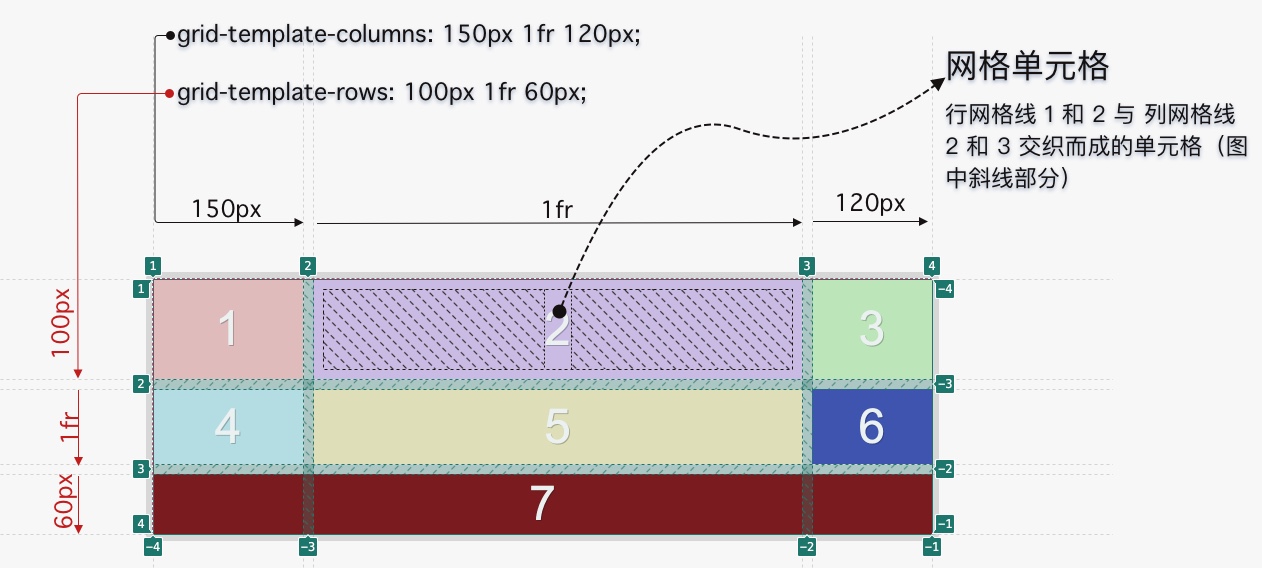 grid-template-columns: 150px 1fr 120px;
grid-template-rows: 100px 1fr 60px;
网格单元格
行网格线 1 和 2 与 列网格线
2 和 3 交织而成的单元格（图
中斜线部分）
150px
1fr
120px
1
2
3
4
1
-4
100px
1
2
3
2
-3
1fr
4
5
6
3
-2
60px
7
4
-1
-4
-3
-2
-1